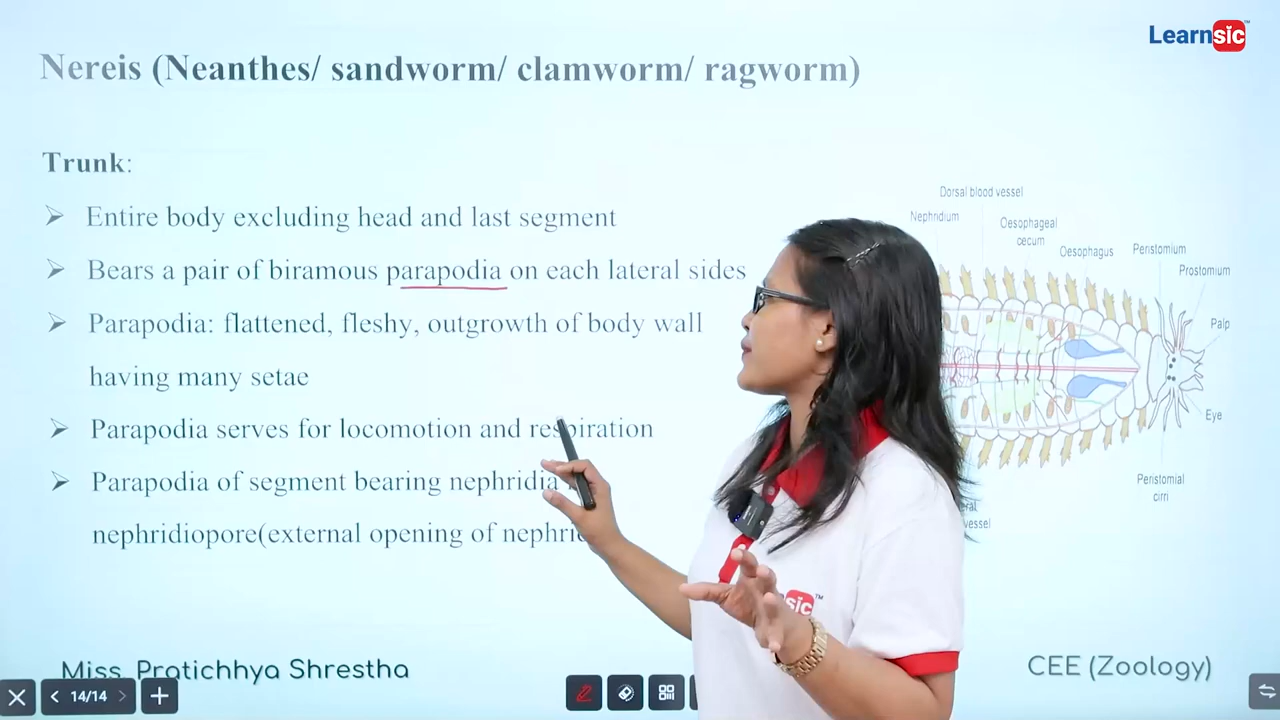 Learnsic™
Nereis (Neanthes/ sandworm/ clamworm/ ragworm)
Trunk:
➢ Entire body excluding head and last segment
➢ Bears a pair of biramous parapodia on each lateral sides
➢ Parapodia: flattened, fleshy, outgrowth of body wall
having many setae
➢ Parapodia serves for locomotion and respiration
➢ Parapodia of segment bearing nephridia
nephridiopore(external opening of
Dorsal blood vessel
Nephridium
Oesophageal
cecum
Oesophagus
Peristomium
Prostomium
Palp
Eye
Peristomial
cirri
vessel
sic™
Miss. Pratichhya Shrestha
CEE (Zoology)
14/14